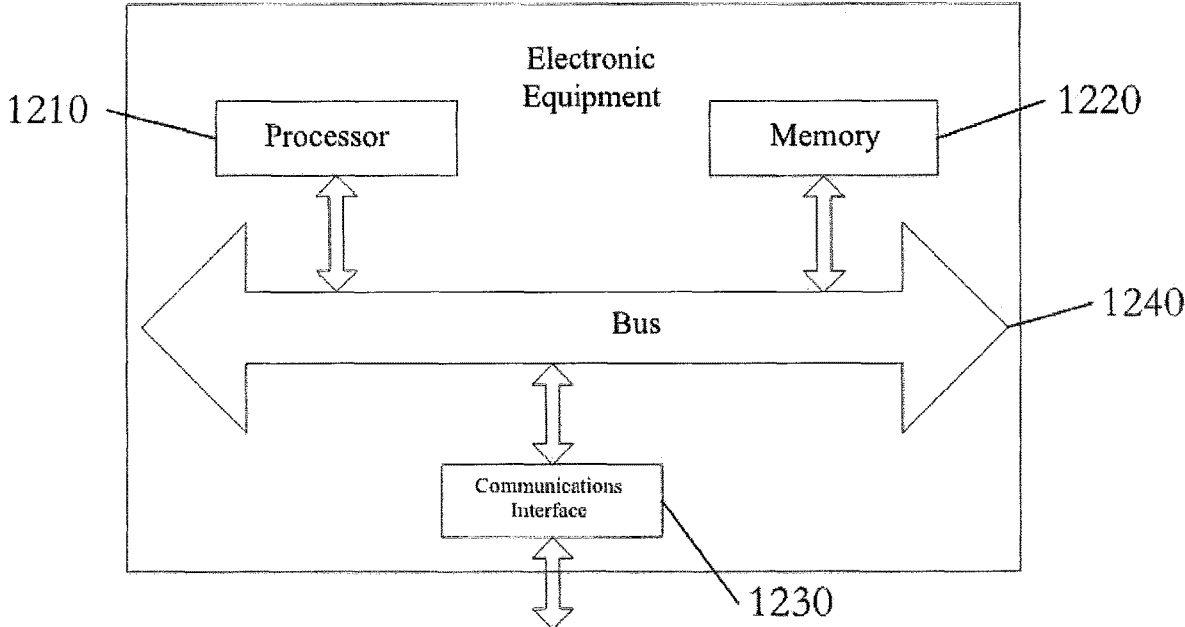 Electronic
Equipment
1210
Processor
Memory
1220
Bus
1240
Communications
Interface
1230